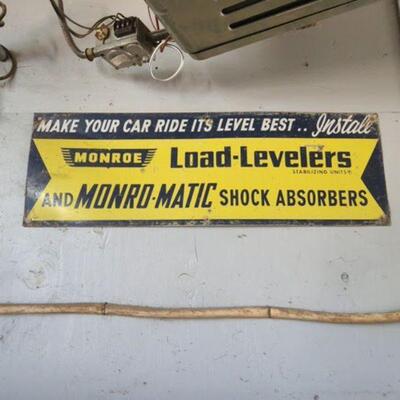 MAKE YOUR CAR RIDE ITS LEVEL BEST.. Install
MONROE Load-Levelers
STABILIZING UNITS
AND MONRO-MATIC SHOCK ABSORBERS